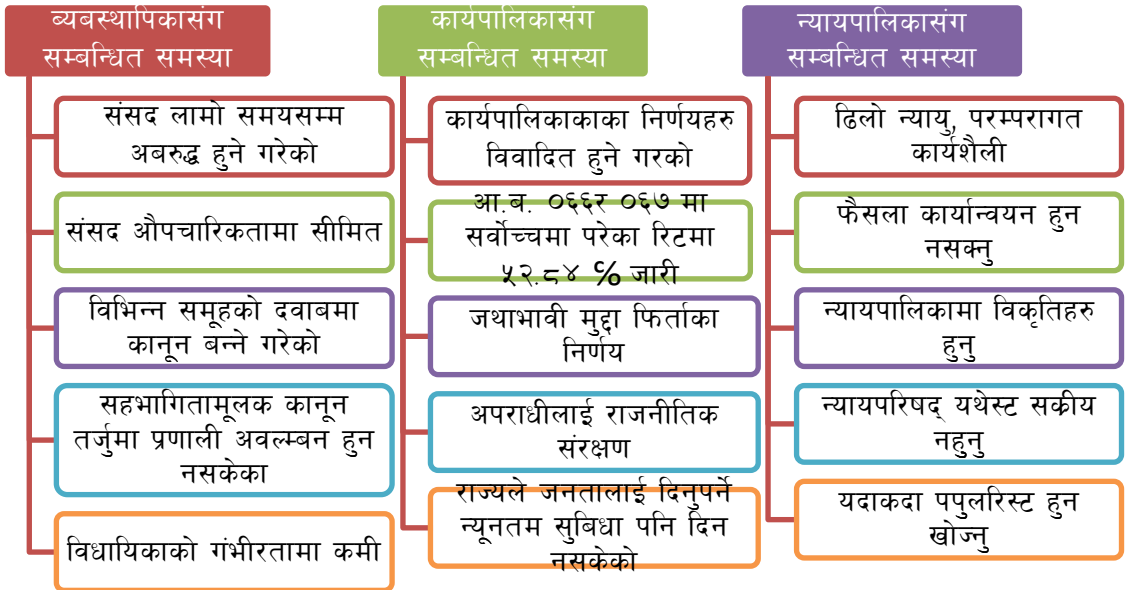 ब्यबस्थापिकासंग
सम्बन्धित समस्या
संसद लामो समयसम्म
अबरुद्ध हुने गरेको
संसद औपचारिकतामा सीमित
विभिन्न समूहको दवाबमा
कानून बन्ने गरेको
सहभागितामूलक कानून
तर्जुमा प्रणाली अवल्म्बन हुन
नसकेका
विधायिकाको गंभीरतामा कमी
कार्यपालिकासंग
सम्बन्धित समस्या
कार्यपालिकाकाका निर्णयहरु
विवादित हुने गरको
आ.ब. ०६६र ०६७ मा
सर्वोच्चमा परेका रिटमा
५२.८४ % जारी
जथाभावी मुद्दा फिर्ताका
निर्णय
अपराधीलाई राजनीतिक
संरक्षण
राज्यले जनतालाई दिनुपर्ने
न्यूनतम सुबिधा पनि दिन
नसकेको
न्यायपालिकासंग
सम्बन्धित समस्या
ढिलो न्यायु, परम्परागत
कार्यशैली
फैसला कार्यान्वयन हुन
नसक्नु
न्यायपालिकामा विकृतिहरु
हुनु
न्यायपरिषद् यथेस्ट सक्रीय
नहुनु
यदाकदा पपुलरिस्ट हुन
खोज्नु